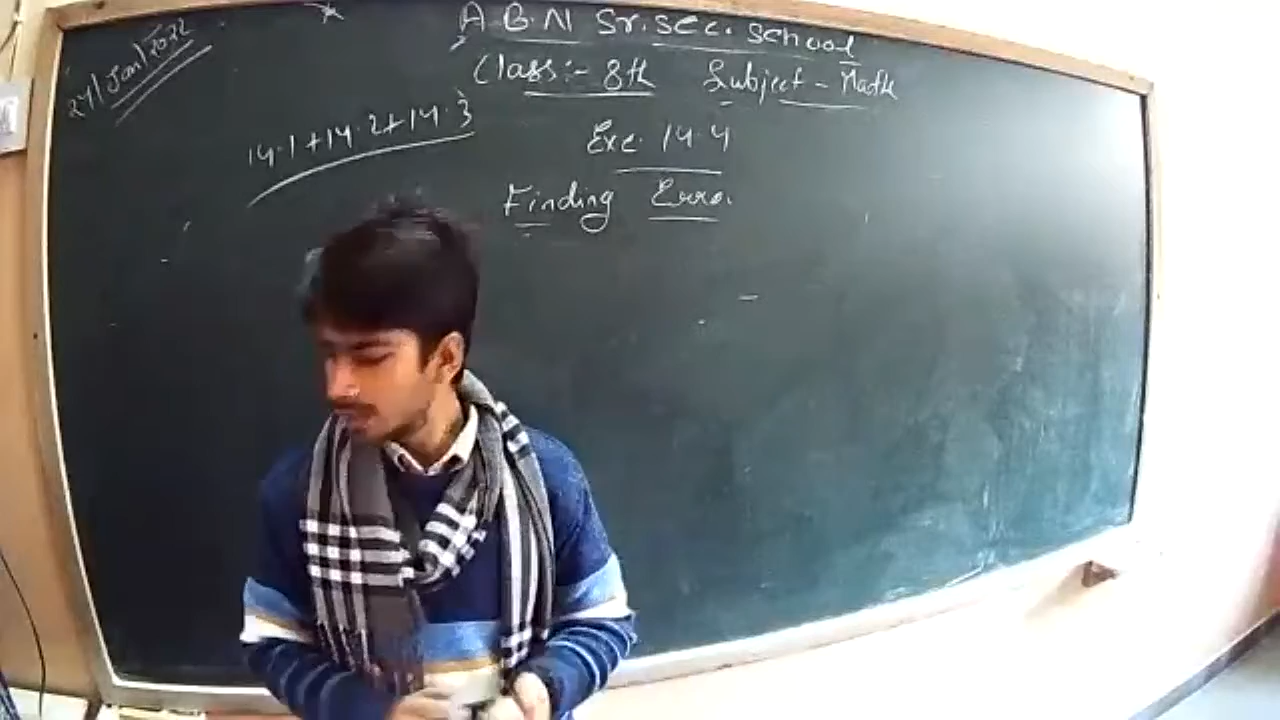 24/Jan/2022
A.B.N Sr. sec. school
Class:- 8th Subject - Math
14.1+14.2+14.3
Exe. 14.4
Finding Error